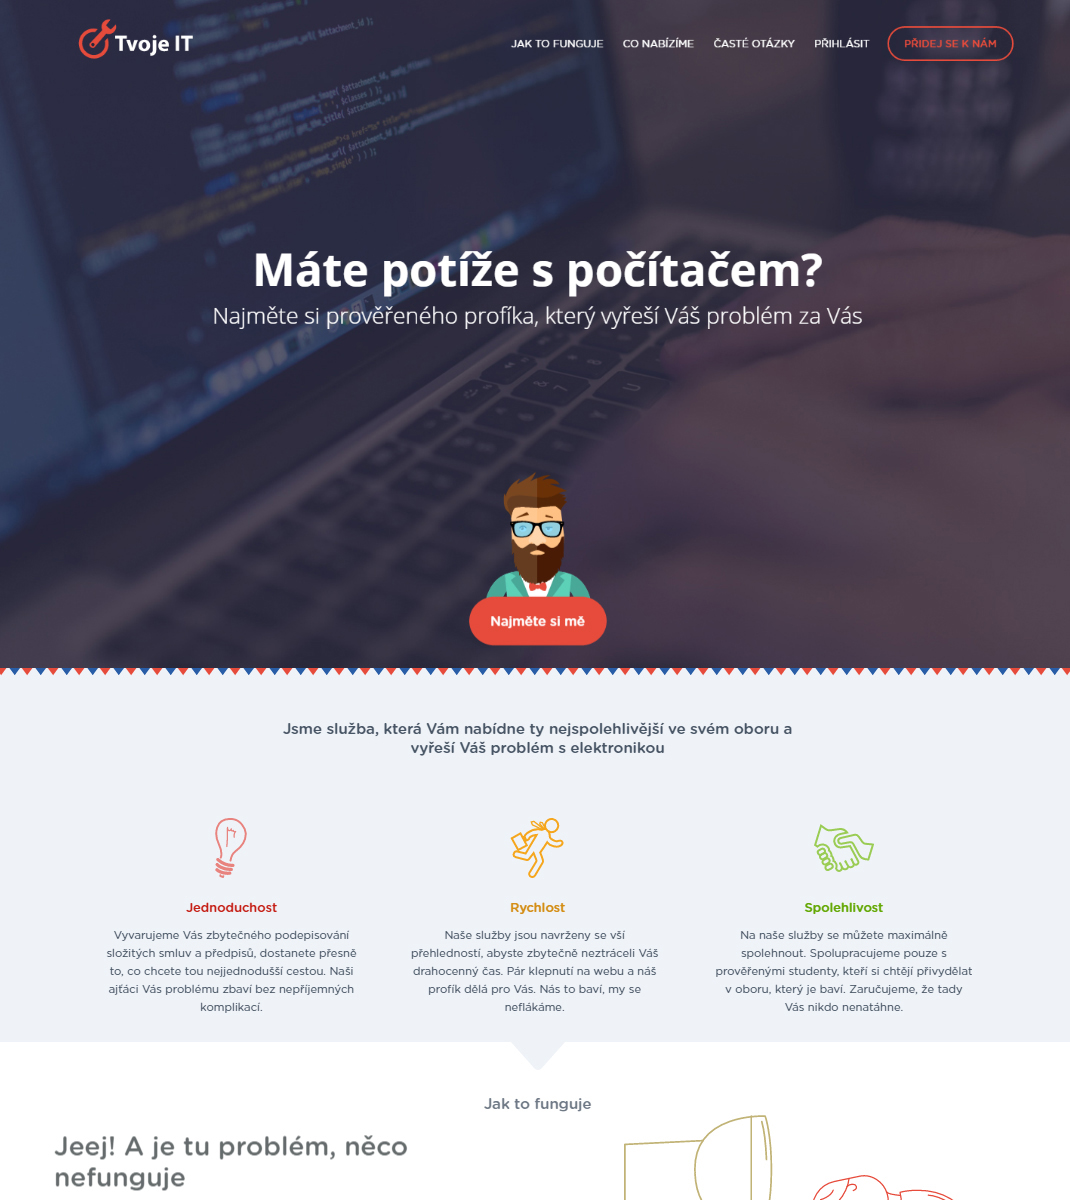 Tvoje IT
JAK TO FUNGUJE
CO NABÍZÍME
ČASTÉ OTÁZKY
PŘIHLÁSIT
PŘIDEJ SE K NÁM
Máte potíže s počítačem?
Najměte si prověřeného profíka, který vyřeší Váš problém za Vás
Najměte si mě
Jsme služba, která Vám nabídne ty nejspolehlivější ve svém oboru a
vyřeší Váš problém s elektronikou
Jednoduchost
Vyvarujeme Vás zbytečného podepisování
složitých smluv a předpisů, dostanete přesně
to, co chcete tou nejjednodušší cestou. Naši
ajťáci Vás problému zbaví bez nepříjemných
komplikací.
Rychlost
Naše služby jsou navrženy se vší
přehledností, abyste zbytečně neztráceli Váš
drahocenný čas. Pár klepnutí na webu a náš
profík dělá pro Vás. Nás to baví, my se
neflákáme.
Spolehlivost
Na naše služby se můžete maximálně
spolehnout. Spolupracujeme pouze s
prověřenými studenty, kteří si chtějí přivydělat
v oboru, který je baví. Zaručujeme, že tady
Vás nikdo nenatáhne.
Jak to funguje
Jeej! A je tu problém, něco
nefunguje